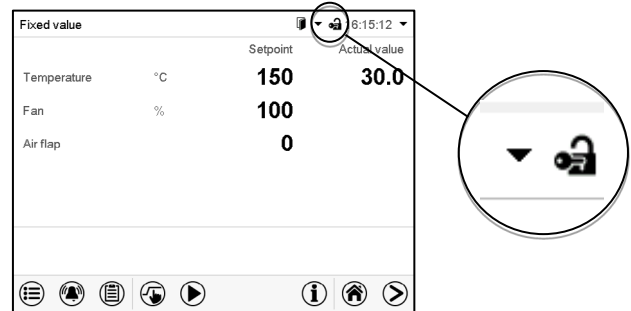 Fixed value 6:15:12
Setpoint Actual value
Temperature °C 150 30.0
Fan % 100
Air flap 0